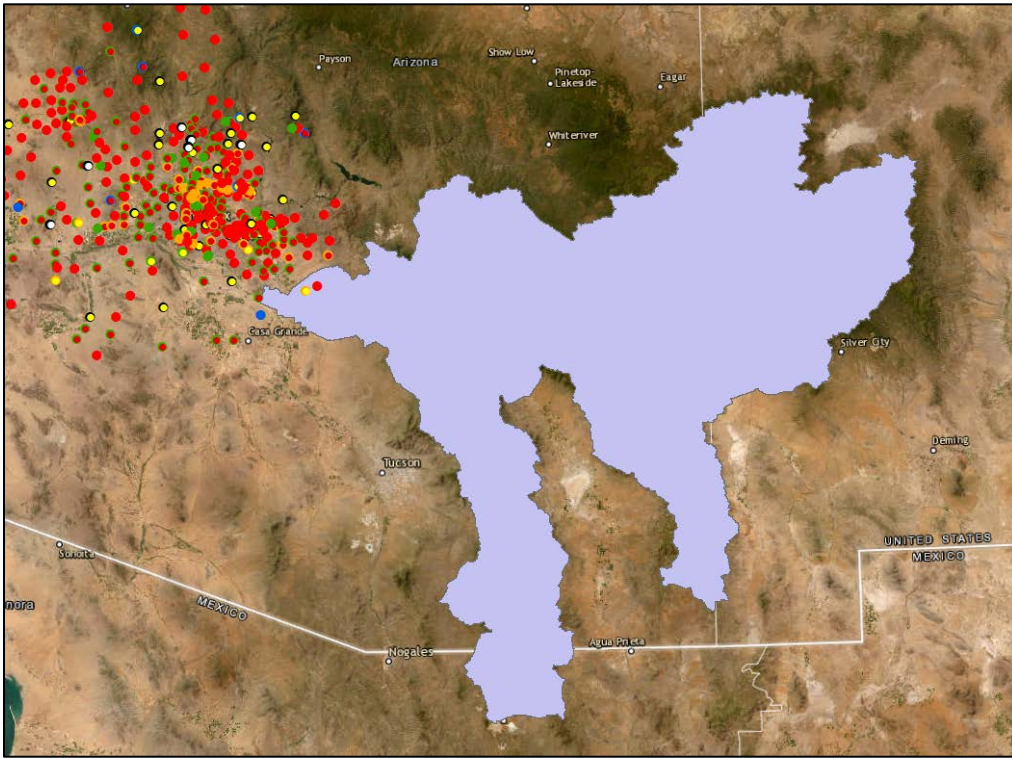 Show Low
Payson
Arizona
Pinetop-
Lakeside
Eagar
Whiteriver
Casa Grande
Silver City
Deming
Tucson
UNITED STATES
MEXICO
Sonoita
nora
MEXICO
Agua Prieta
Nogales